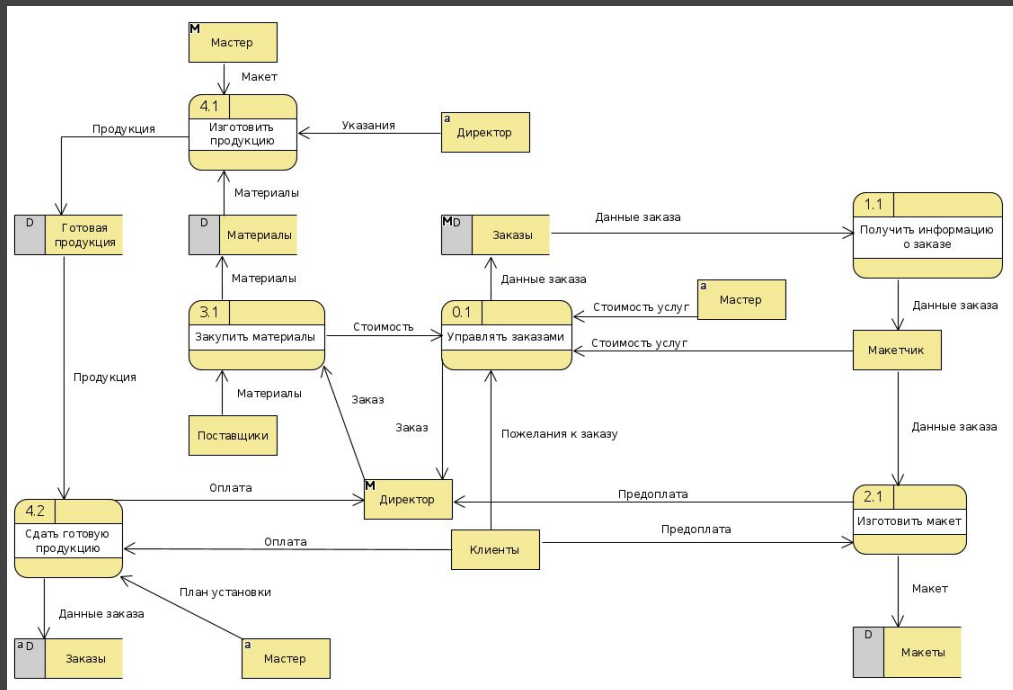 M
Мастер
Макет
4.1
Изготовить
продукцию
Продукция
Указания
a
Директор
Материалы
D
Готовая
продукция
D
Материалы
MD
Заказы
Данные заказа
1.1
Получить информацию
о заказе
Материалы
Данные заказа
a
Мастер
Данные заказа
3.1
Закупить материалы
Стоимость
0.1
Управлять заказами
Стоимость услуг
Стоимость услуг
Макетчик
Продукция
Материалы
Заказ
Заказ
Пожелания к заказу
Данные заказа
Поставщики
Оплата
M
Директор
Предоплата
2.1
Изготовить макет
4.2
Сдать готовую
продукцию
Оплата
Клиенты
Предоплата
План установки
Данные заказа
Макет
a D
Заказы
a
Мастер
D
Макеты